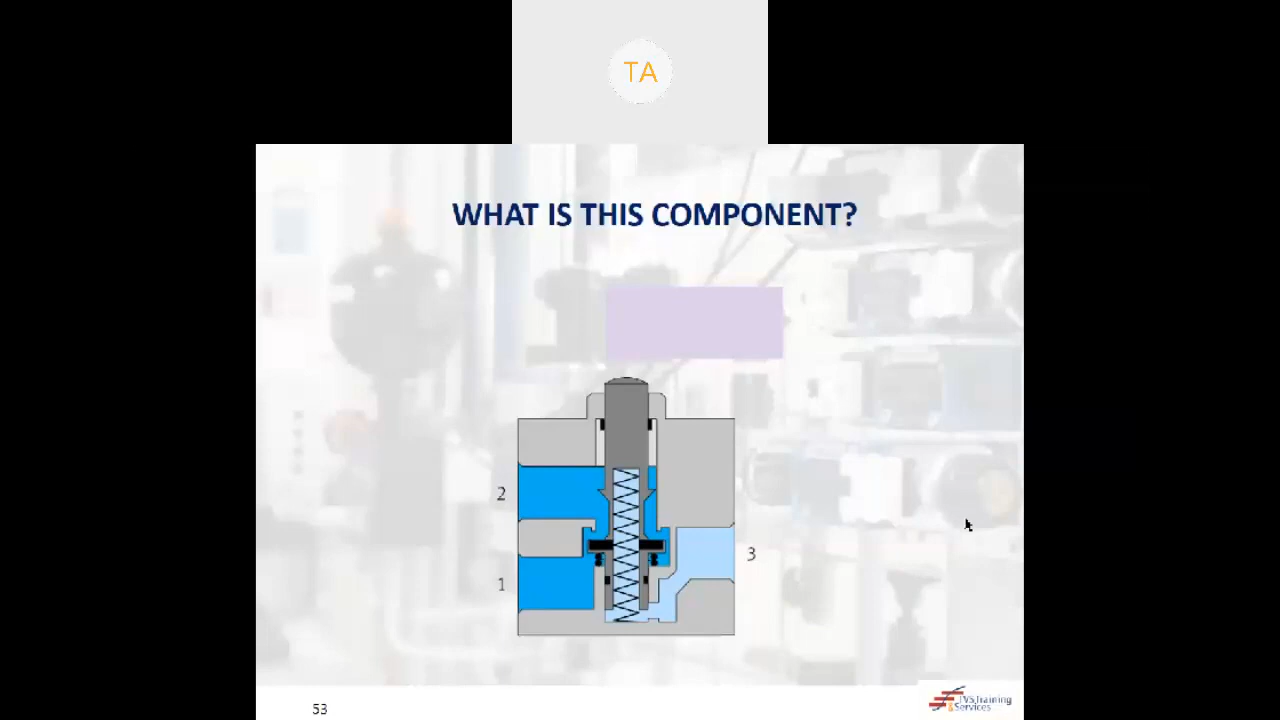 TA
WHAT IS THIS COMPONENT?
2
1
3
53
TVS Training
& Services